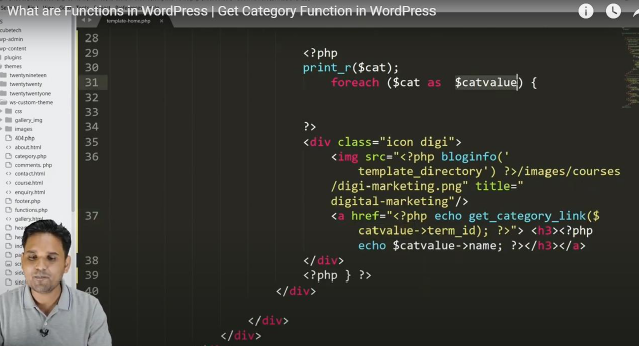 What are Functions in WordPress | Get Category Function in WordPress
template-home.php
cubetech
wp-admin
wp-content
plugins
themes
twentynineteen
twentytwenty
twentytwentyone
ws-custom-theme
css
gallery_img
images
404.php
about.html
category.php
comments.php
contact.html
course.html
enquiry.html
footer.php
functions.php
gallery.html
28
29 <?php
30 print_r($cat);
31 foreach ($cat as $catvalue) {
32
33
34 ?>
35 <div class="icon digi">
36 <img src="<?php bloginfo('
template_directory') ?>/images/courses
/digi-marketing.png" title="
digital-marketing"/>
37 <a href="<?php echo get_category_link($
catvalue->term_id); ?>"> <h3><?php
echo $catvalue->name; ?></h3></a>
38 </div>
39 <?php } ?>
40 </div>
</div>
</div>